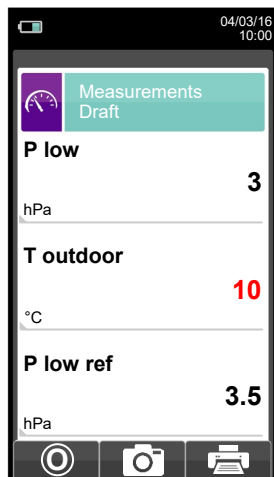 04/03/16
10:00
Measurements
Draft
P low
3
hPa
T outdoor
10
°C
P low ref
3.5
hPa